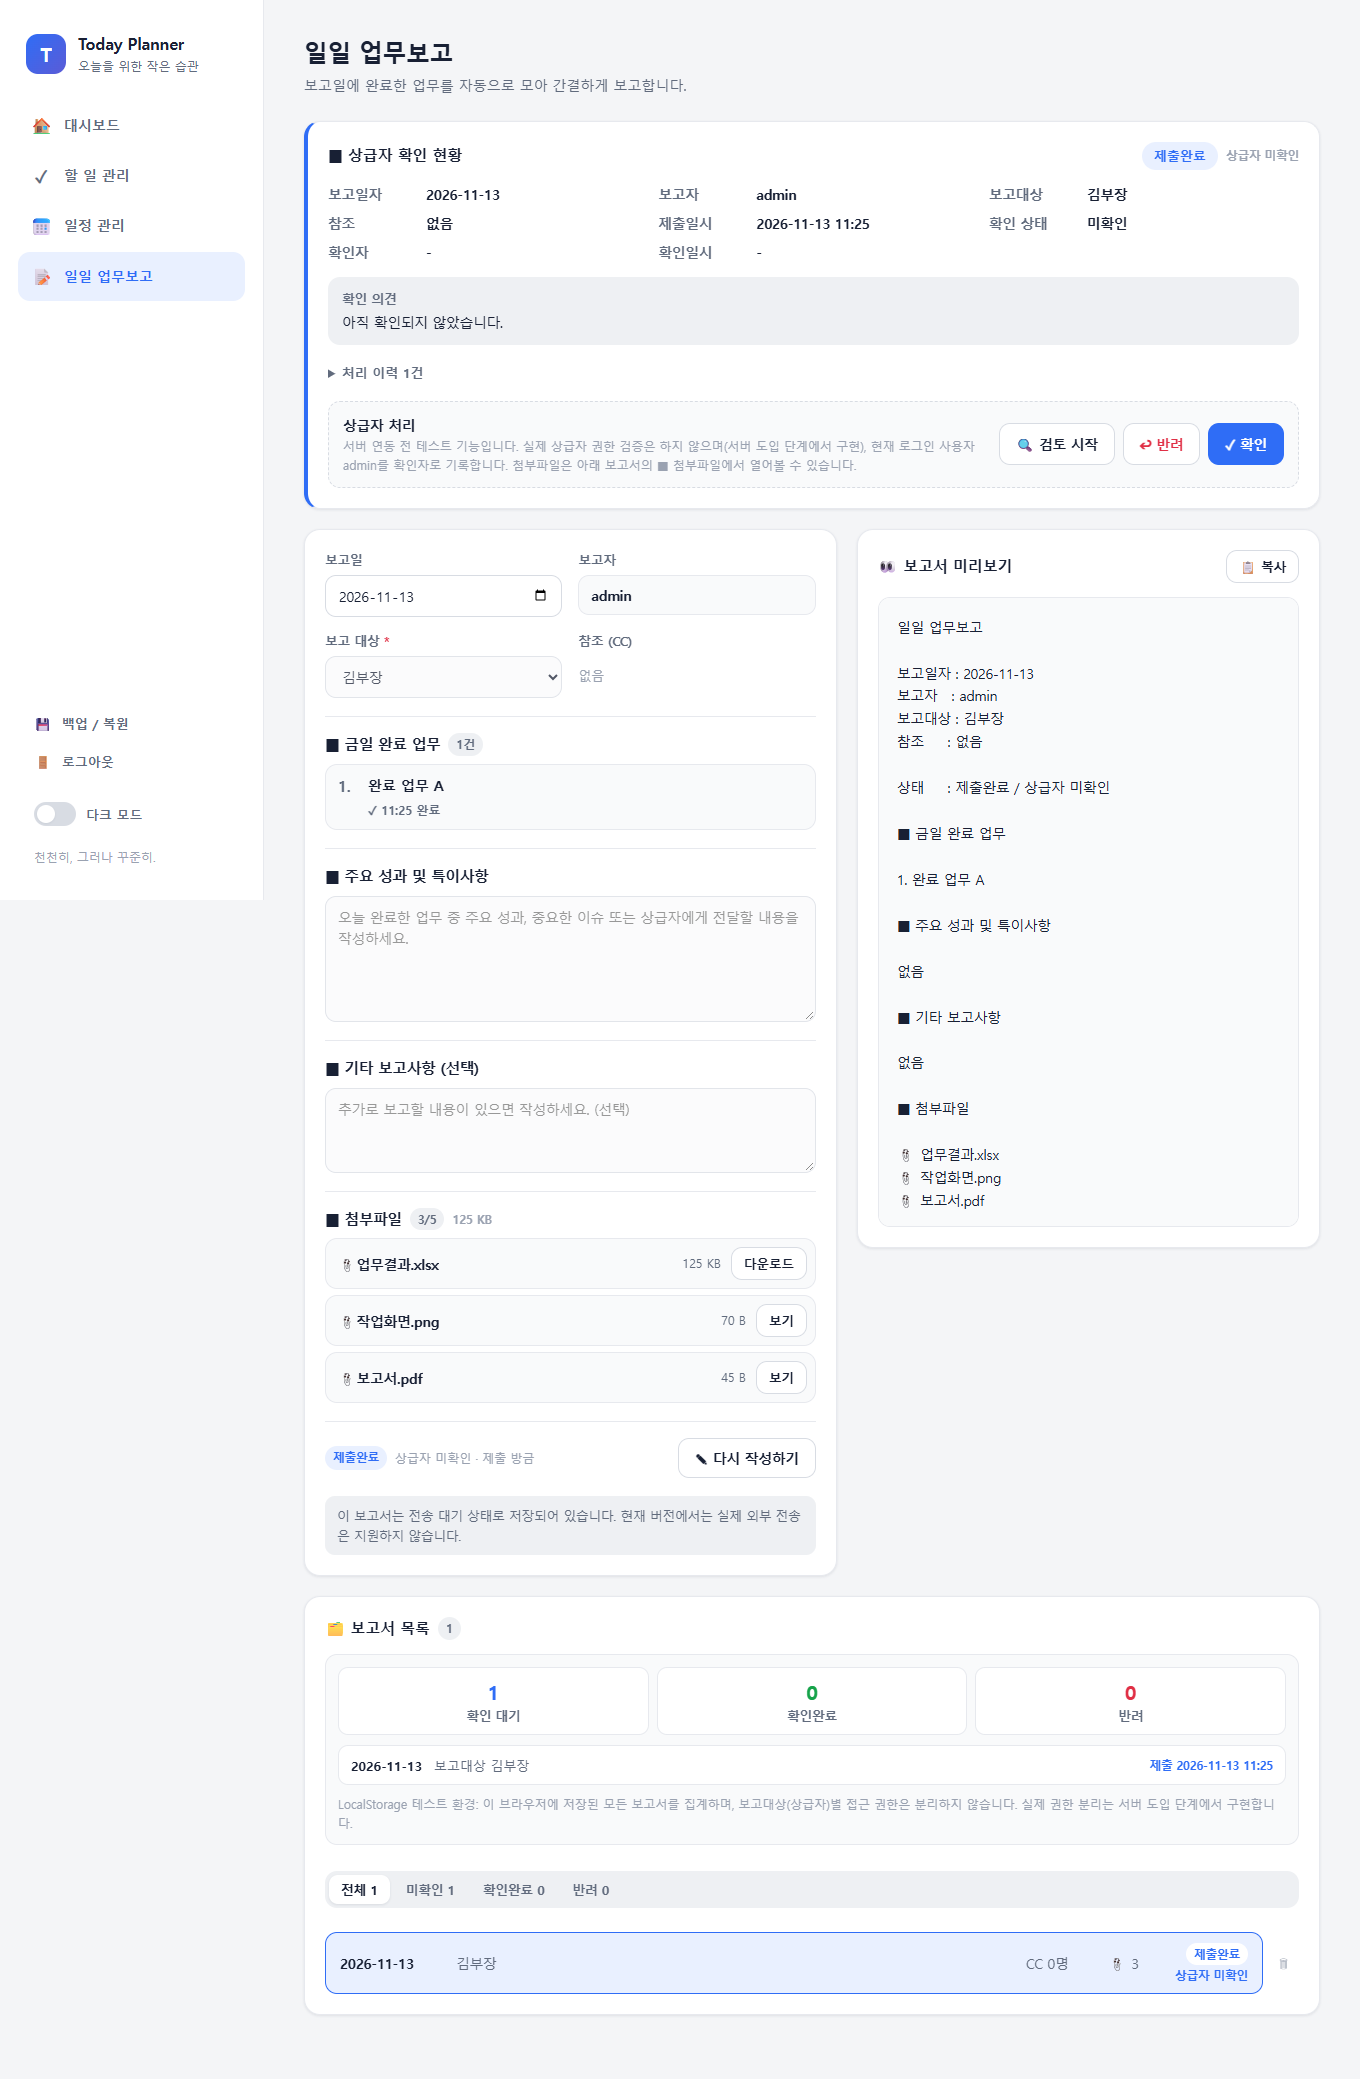 T
Today Planner
오늘을 위한 작은 습관
대시보드
할 일 관리
일정 관리
일일 업무보고
백업 / 복원
로그아웃
다크 모드
천천히, 그러나 꾸준히.
일일 업무보고
보고일에 완료한 업무를 자동으로 모아 간결하게 보고합니다.
■ 상급자 확인 현황
제출완료 상급자 미확인
보고일자 2026-11-13 보고자 admin 보고대상 김부장
참조 없음 제출일시 2026-11-13 11:25 확인 상태 미확인
확인자 - 확인일시 -
확인 의견
아직 확인되지 않았습니다.
▶ 처리 이력 1건
상급자 처리
서버 연동 전 테스트 기능입니다. 실제 상급자 권한 검증은 하지 않으며(서버 도입 단계에서 구현), 현재 로그인 사용자
admin를 확인자로 기록합니다. 첨부파일은 아래 보고서의 ■ 첨부파일에서 열어볼 수 있습니다.
🔍 검토 시작
↩ 반려
✓ 확인
보고일 보고자
2026-11-13 admin
보고 대상 * 참조 (CC)
김부장 없음
■ 금일 완료 업무 1건
1. 완료 업무 A
✓ 11:25 완료
■ 주요 성과 및 특이사항
오늘 완료한 업무 중 주요 성과, 중요한 이슈 또는 상급자에게 전달할 내용을
작성하세요.
■ 기타 보고사항 (선택)
추가로 보고할 내용이 있으면 작성하세요. (선택)
■ 첨부파일 3/5 125 KB
업무결과.xlsx 125 KB 다운로드
작업화면.png 70 B 보기
보고서.pdf 45 B 보기
제출완료 상급자 미확인 · 제출 방금
다시 작성하기
이 보고서는 전송 대기 상태로 저장되어 있습니다. 현재 버전에서는 실제 외부 전송
은 지원하지 않습니다.
보고서 미리보기
복사
일일 업무보고
보고일자 : 2026-11-13
보고자 : admin
보고대상 : 김부장
참조 : 없음
상태 : 제출완료 / 상급자 미확인
■ 금일 완료 업무
1. 완료 업무 A
■ 주요 성과 및 특이사항
없음
■ 기타 보고사항
없음
■ 첨부파일
업무결과.xlsx
작업화면.png
보고서.pdf
보고서 목록 1
1
확인 대기
0
확인완료
0
반려
2026-11-13 보고대상 김부장 제출 2026-11-13 11:25
LocalStorage 테스트 환경: 이 브라우저에 저장된 모든 보고서를 집계하며, 보고대상(상급자)별 접근 권한은 분리하지 않습니다. 실제 권한 분리는 서버 도입 단계에서 구현합니
다.
전체 1 미확인 1 확인완료 0 반려 0
2026-11-13 김부장 CC 0명 3 제출완료
상급자 미확인